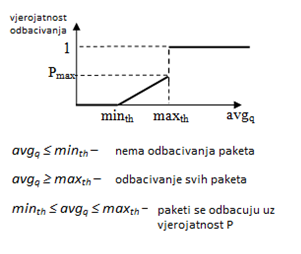 vjerojatnost
odbacivanja
1
Pmax
minth
maxth
avgq
avgq ≤ minth – nema odbacivanja paketa
avgq ≥ maxth – odbacivanje svih paketa
minth ≤ avgq ≤ maxth – paketi se odbacuju uz
vjerojatnost P